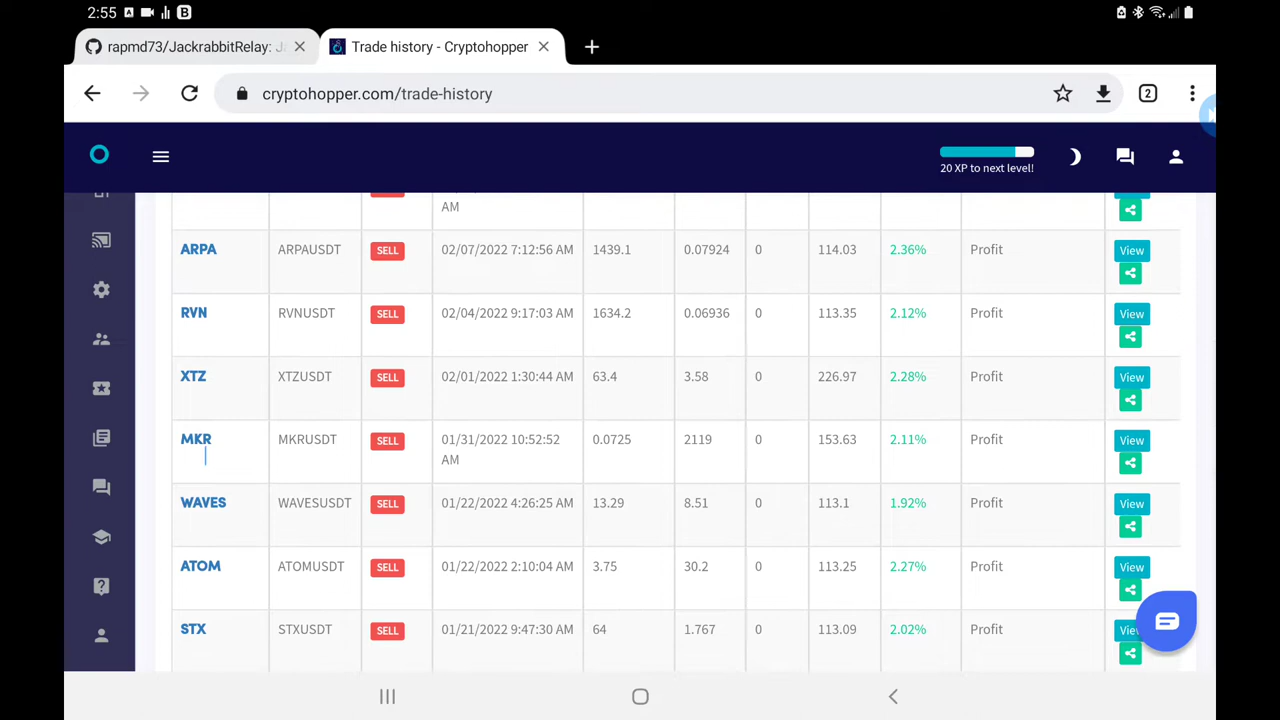 2:55
rapmd73/JackrabbitRelay: J
Trade history - Cryptohopper
cryptohopper.com/trade-history
2
20 XP to next level!
AM
ARPA ARPAUSDT SELL 02/07/2022 7:12:56 AM 1439.1 0.07924 0 114.03 2.36% Profit View
RVN RVNUSDT SELL 02/04/2022 9:17:03 AM 1634.2 0.06936 0 113.35 2.12% Profit View
XTZ XTZUSDT SELL 02/01/2022 1:30:44 AM 63.4 3.58 0 226.97 2.28% Profit View
MKR MKRUSDT SELL 01/31/2022 10:52:52 0.0725 2119 0 153.63 2.11% Profit View
AM
WAVES WAVESUSDT SELL 01/22/2022 4:26:25 AM 13.29 8.51 0 113.1 1.92% Profit View
ATOM ATOMUSDT SELL 01/22/2022 2:10:04 AM 3.75 30.2 0 113.25 2.27% Profit View
STX STXUSDT SELL 01/21/2022 9:47:30 AM 64 1.767 0 113.09 2.02% Profit